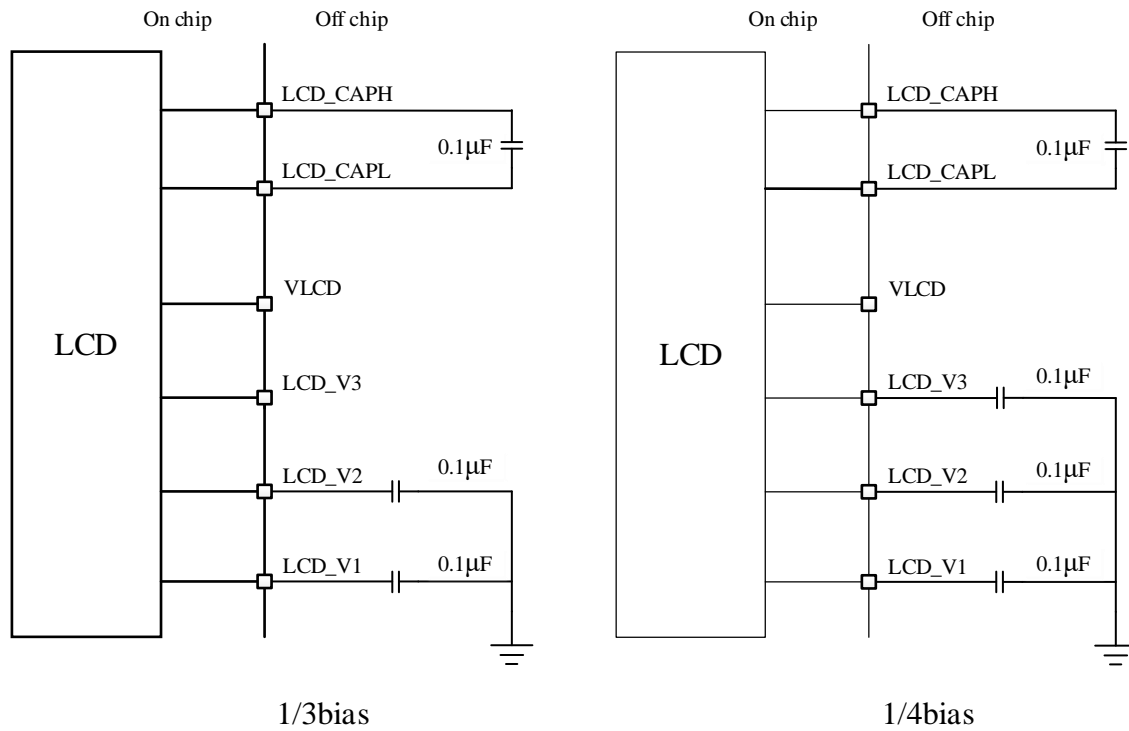 On chip Off chip
LCD_CAPH
0.1μF
LCD_CAPL
VLCD
LCD
LCD_V3
LCD_V2 0.1μF
LCD_V1 0.1μF
1/3bias
On chip Off chip
LCD_CAPH
0.1μF
LCD_CAPL
VLCD
LCD
LCD_V3 0.1μF
LCD_V2 0.1μF
LCD_V1 0.1μF
1/4bias